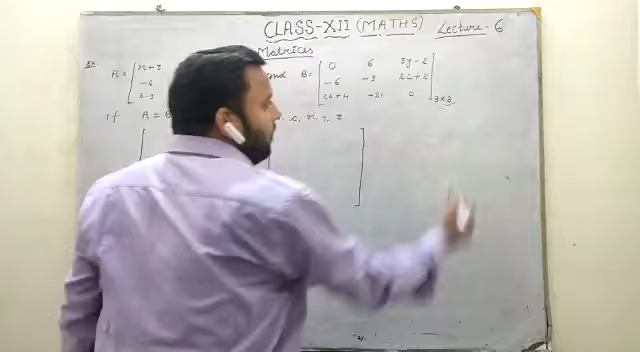 CLASS-XII (MATHS) Lecture-6
Matrices
Ex A = [ x+3 and B = [ 0 6 3y-2
-6 -6 -3 2c+2
b-3 2b+4 -21 0 ]3×3
if A = B c, x, y, z